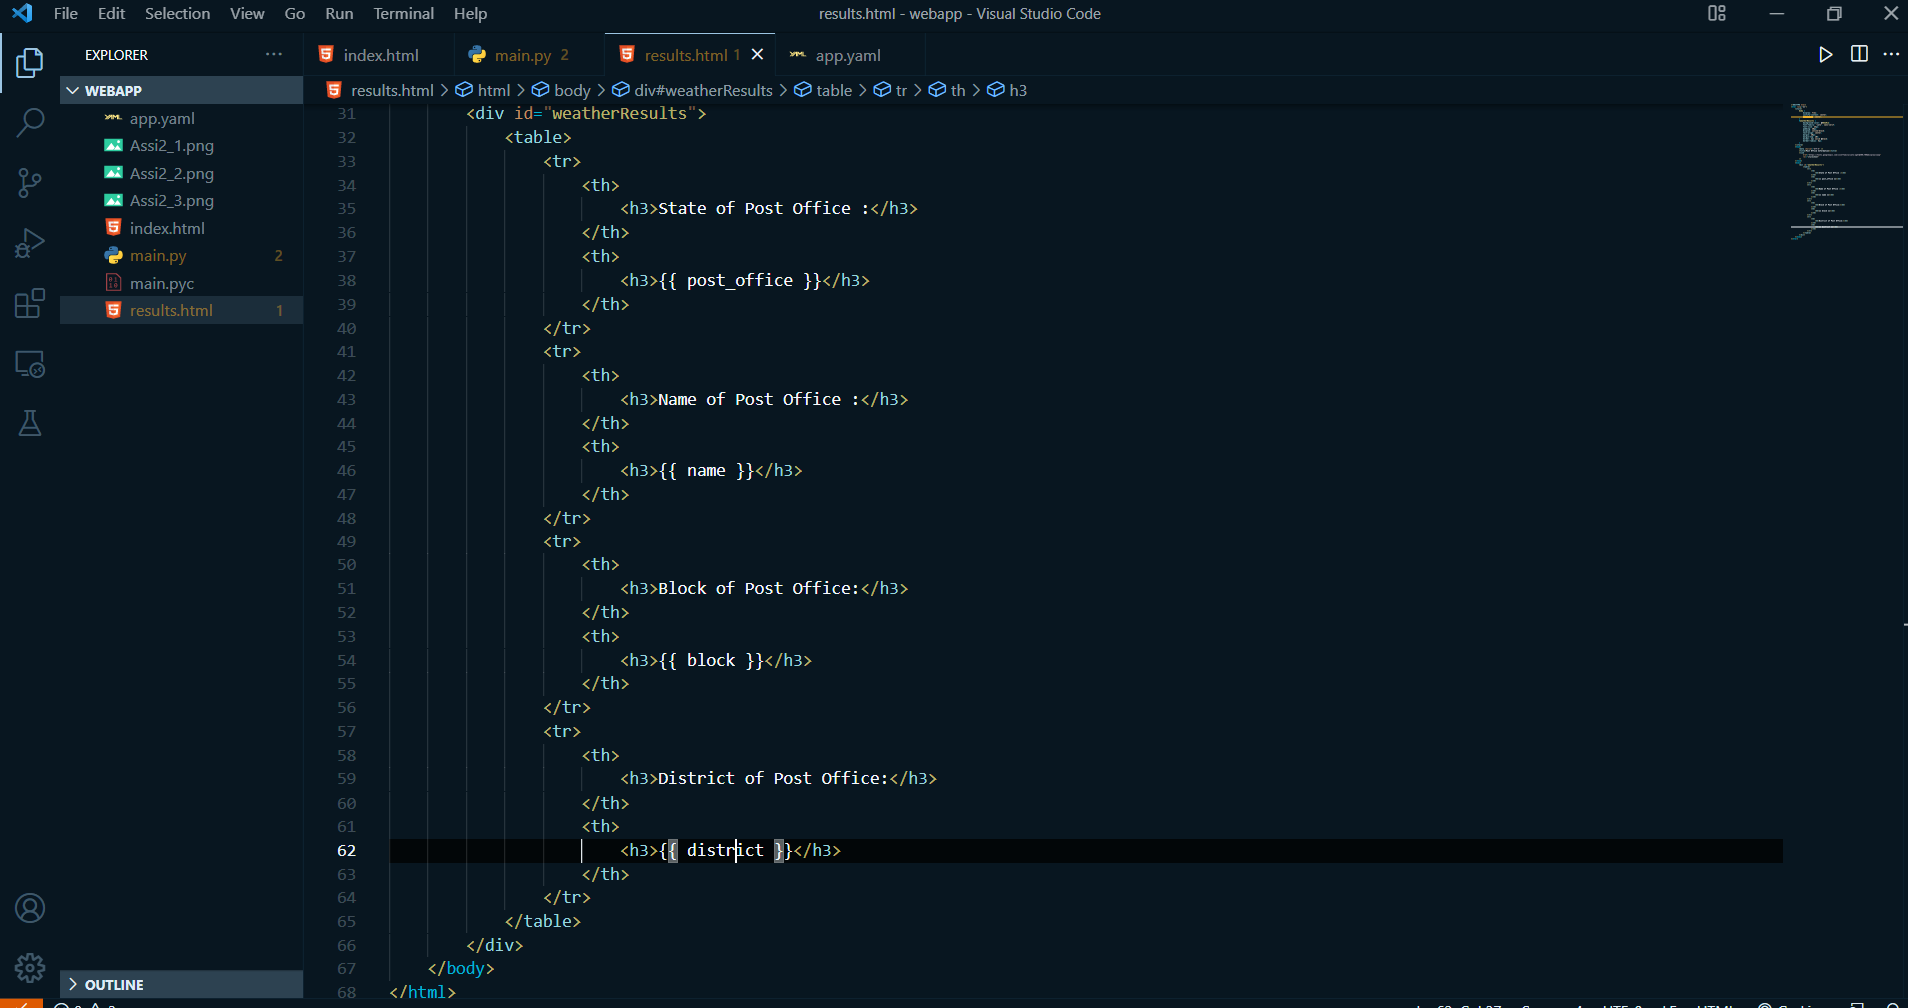 File Edit Selection View Go Run Terminal Help
results.html - webapp - Visual Studio Code
EXPLORER
index.html
main.py 2
results.html 1
app.yaml
WEBAPP
results.html > html > body > div#weatherResults > table > tr > th > h3
app.yaml
Assi2_1.png
Assi2_2.png
Assi2_3.png
index.html
main.py 2
main.pyc
results.html 1
31 <div id="weatherResults">
32 <table>
33 <tr>
34 <th>
35 <h3>State of Post Office :</h3>
36 </th>
37 <th>
38 <h3>{{ post_office }}</h3>
39 </th>
40 </tr>
41 <tr>
42 <th>
43 <h3>Name of Post Office :</h3>
44 </th>
45 <th>
46 <h3>{{ name }}</h3>
47 </th>
48 </tr>
49 <tr>
50 <th>
51 <h3>Block of Post Office:</h3>
52 </th>
53 <th>
54 <h3>{{ block }}</h3>
55 </th>
56 </tr>
57 <tr>
58 <th>
59 <h3>District of Post Office:</h3>
60 </th>
61 <th>
62 <h3>{{ district }}</h3>
63 </th>
64 </tr>
65 </table>
66 </div>
67 </body>
68 </html>
OUTLINE